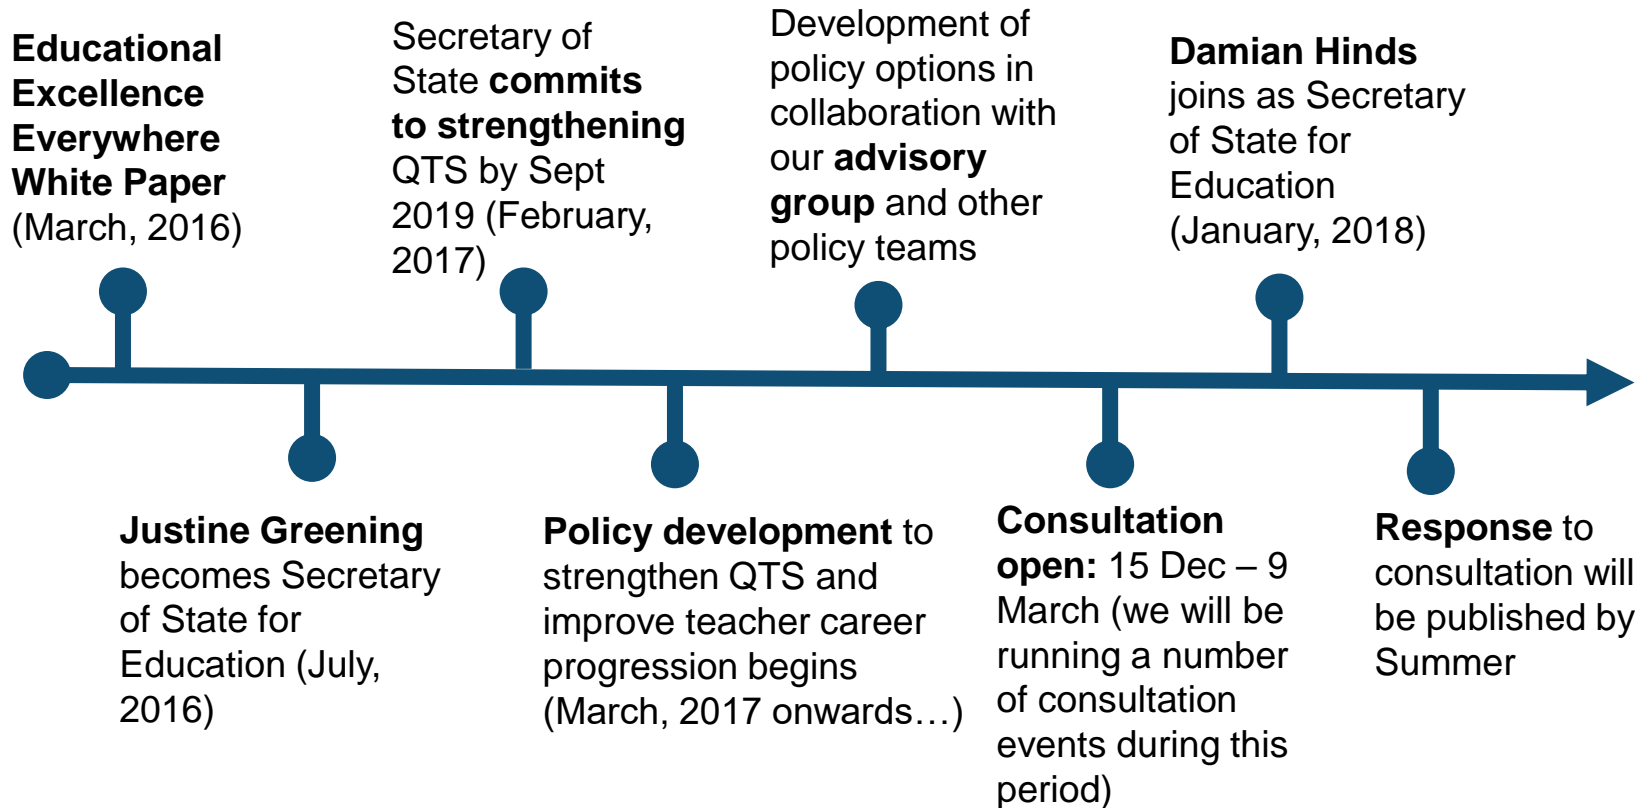 Educational
Excellence
Everywhere
White Paper
(March, 2016)
Justine Greening
becomes Secretary
of State for
Education (July,
2016)
Secretary of
State commits
to strengthening
QTS by Sept
2019 (February,
2017)
Policy development to
strengthen QTS and
improve teacher career
progression begins
(March, 2017 onwards…)
Development of
policy options in
collaboration with
our advisory
group and other
policy teams
Consultation
open: 15 Dec – 9
March (we will be
running a number
of consultation
events during this
period)
Damian Hinds
joins as Secretary
of State for
Education
(January, 2018)
Response to
consultation will
be published by
Summer